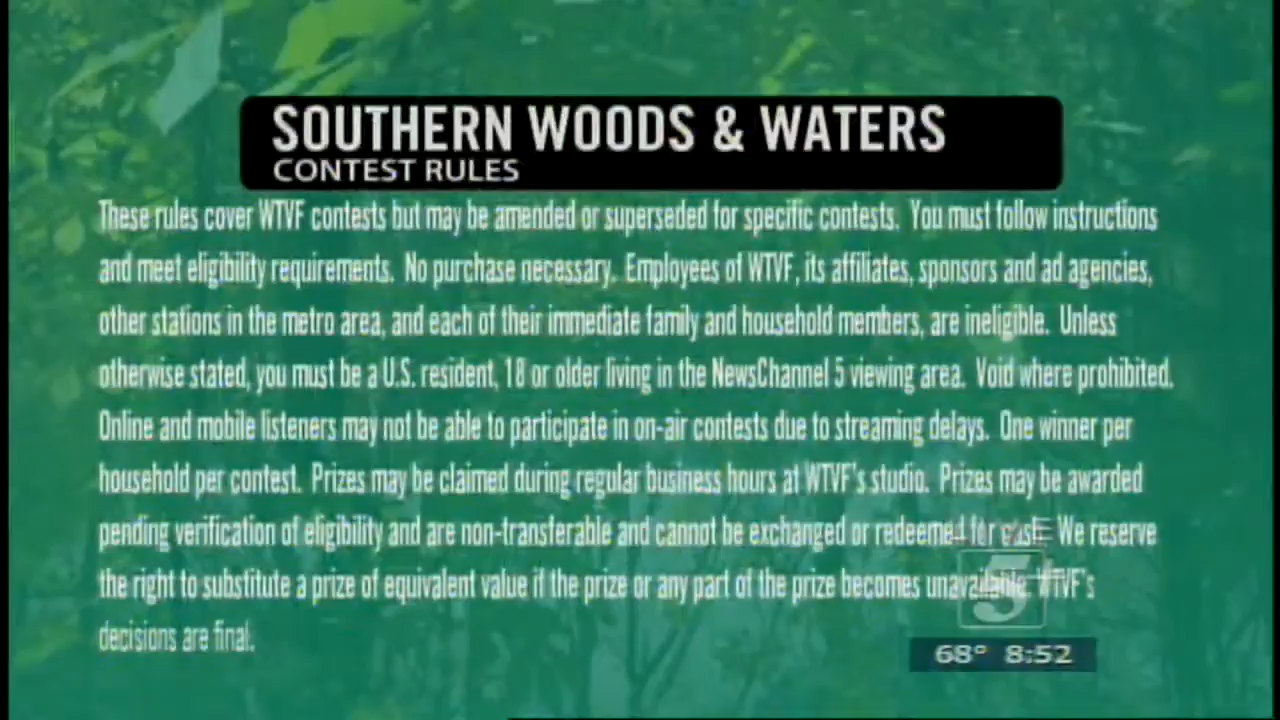 SOUTHERN WOODS & WATERS
CONTEST RULES
These rules cover WTVF contests but may be amended or superseded for specific contests. You must follow instructions
and meet eligibility requirements. No purchase necessary. Employees of WTVF, its affiliates, sponsors and ad agencies,
other stations in the metro area, and each of their immediate family and household members, are ineligible. Unless
otherwise stated, you must be a U.S. resident, 18 or older living in the NewsChannel 5 viewing area. Void where prohibited.
Online and mobile listeners may not be able to participate in on-air contests due to streaming delays. One winner per
household per contest. Prizes may be claimed during regular business hours at WTVF's studio. Prizes may be awarded
pending verification of eligibility and are non-transferable and cannot be exchanged or redeemed for cash. We reserve
the right to substitute a prize of equivalent value if the prize or any part of the prize becomes unavailable. WTVF's
decisions are final.
5
68° 8:52